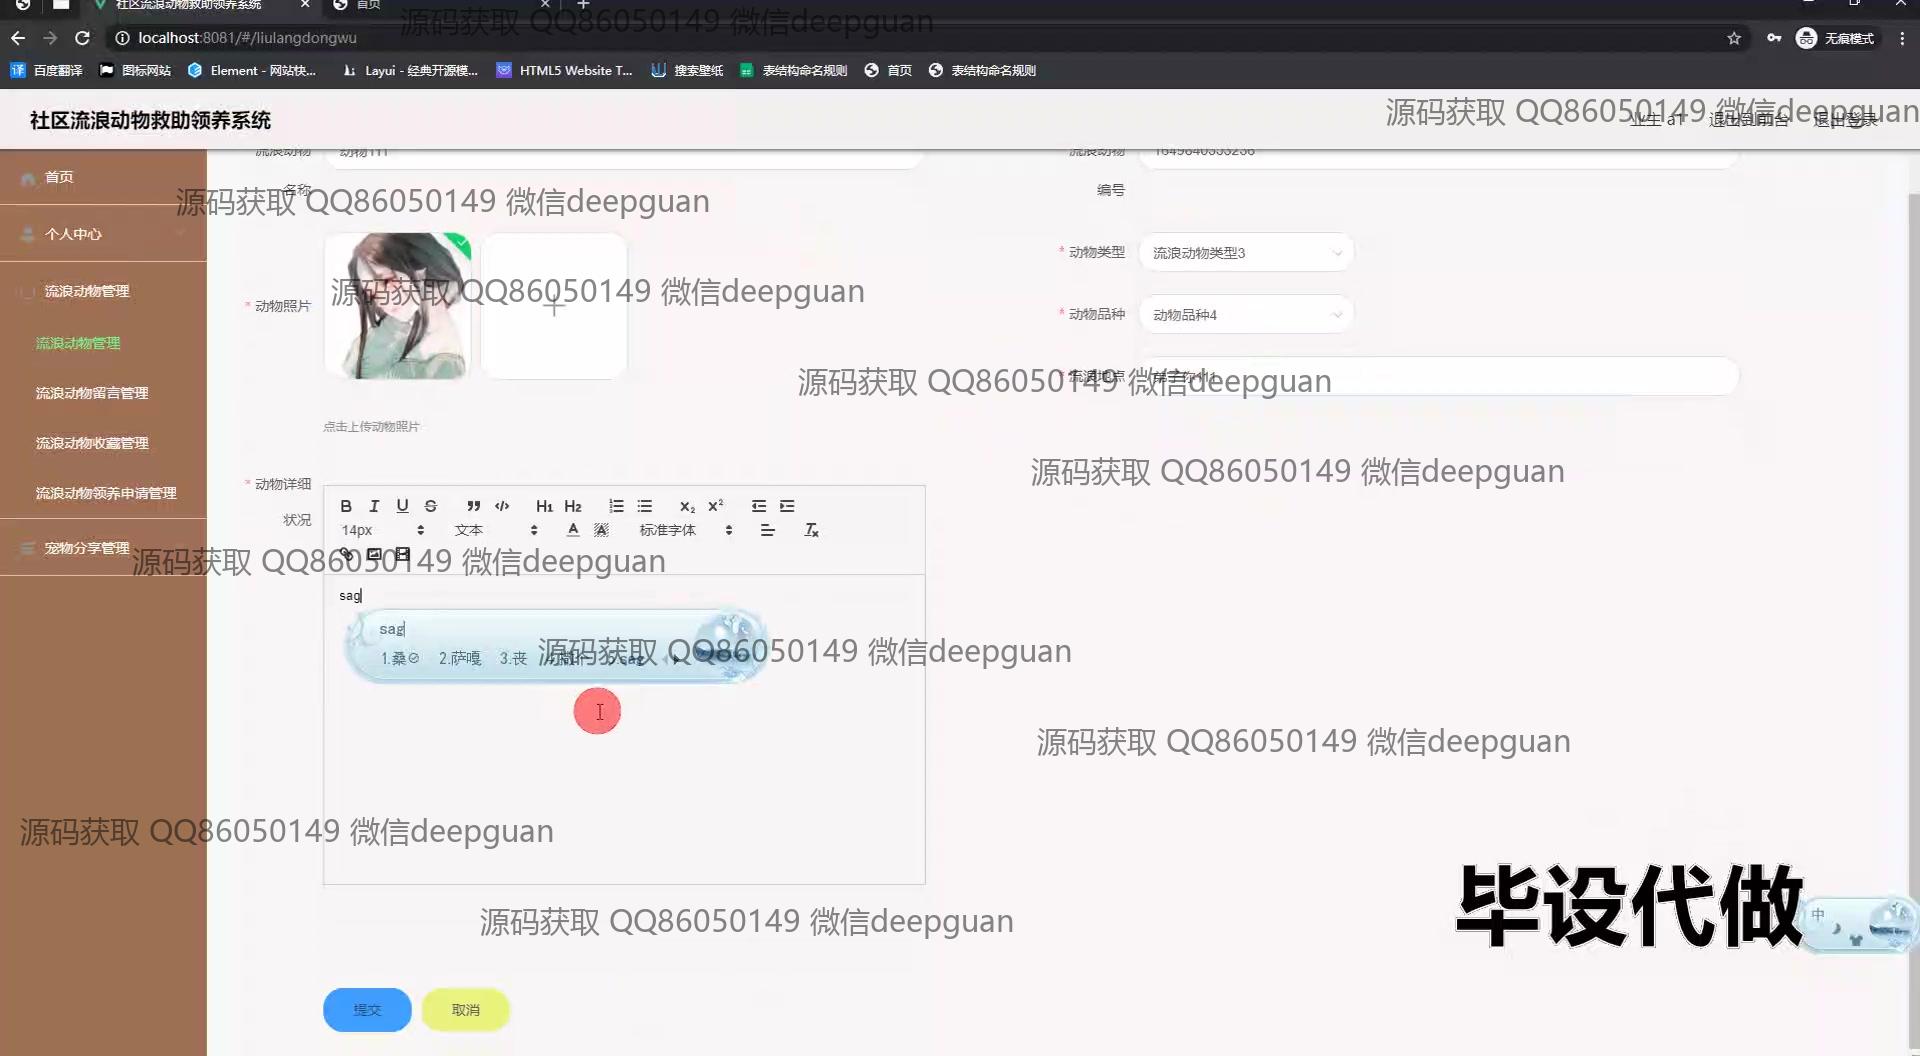 社区流浪动物救助领养系统
首页
localhost:8081/#/liulangdongwu
无痕模式
百度翻译
图标网站
Element - 网站快...
Layui - 经典开源模...
HTML5 Website T...
搜索壁纸
表结构命名规则
首页
表结构命名规则
源码获取 QQ86050149 微信deepguan
社区流浪动物救助领养系统
源码获取 QQ86050149 微信deepguan
业主 a1
退出到前台
退出登录
首页
个人中心
流浪动物管理
流浪动物管理
流浪动物留言管理
流浪动物收藏管理
流浪动物领养申请管理
宠物分享管理
流浪动物
名称
动物111
流浪动物
编号
1649640353236
源码获取 QQ86050149 微信deepguan
* 动物照片
源码获取 QQ86050149 微信deepguan
点击上传动物照片
* 动物类型
流浪动物类型3
* 动物品种
动物品种4
* 流浪地点
源码获取 QQ86050149 微信deepguan
源码获取 QQ86050149 微信deepguan
* 动物详细
状况
B I U S H1 H2 x₂ x²
14px
文本
A
标准字体
源码获取 QQ86050149 微信deepguan
sag
sag
1.桑 2.萨嘎 3.丧 5.sag
源码获取 QQ86050149 微信deepguan
源码获取 QQ86050149 微信deepguan
源码获取 QQ86050149 微信deepguan
源码获取 QQ86050149 微信deepguan
毕设代做
中
提交
取消